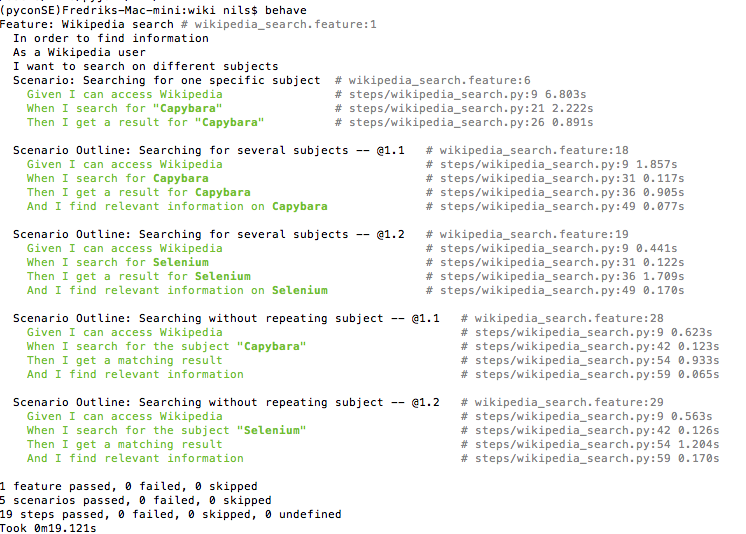 (pyconSE)Fredriks-Mac-mini:wiki nils$ behave
Feature: Wikipedia search # wikipedia_search.feature:1
  In order to find information
  As a Wikipedia user
  I want to search on different subjects
  Scenario: Searching for one specific subject  # wikipedia_search.feature:6
    Given I can access Wikipedia                # steps/wikipedia_search.py:9 6.803s
    When I search for "Capybara"                # steps/wikipedia_search.py:21 2.222s
    Then I get a result for "Capybara"          # steps/wikipedia_search.py:26 0.891s

  Scenario Outline: Searching for several subjects -- @1.1   # wikipedia_search.feature:18
    Given I can access Wikipedia                             # steps/wikipedia_search.py:9 1.857s
    When I search for Capybara                               # steps/wikipedia_search.py:31 0.117s
    Then I get a result for Capybara                         # steps/wikipedia_search.py:36 0.905s
    And I find relevant information on Capybara              # steps/wikipedia_search.py:49 0.077s

  Scenario Outline: Searching for several subjects -- @1.2   # wikipedia_search.feature:19
    Given I can access Wikipedia                             # steps/wikipedia_search.py:9 0.441s
    When I search for Selenium                               # steps/wikipedia_search.py:31 0.122s
    Then I get a result for Selenium                         # steps/wikipedia_search.py:36 1.709s
    And I find relevant information on Selenium              # steps/wikipedia_search.py:49 0.170s

  Scenario Outline: Searching without repeating subject -- @1.1   # wikipedia_search.feature:28
    Given I can access Wikipedia                                  # steps/wikipedia_search.py:9 0.623s
    When I search for the subject "Capybara"                      # steps/wikipedia_search.py:42 0.123s
    Then I get a matching result                                  # steps/wikipedia_search.py:54 0.933s
    And I find relevant information                               # steps/wikipedia_search.py:59 0.065s

  Scenario Outline: Searching without repeating subject -- @1.2   # wikipedia_search.feature:29
    Given I can access Wikipedia                                  # steps/wikipedia_search.py:9 0.563s
    When I search for the subject "Selenium"                      # steps/wikipedia_search.py:42 0.126s
    Then I get a matching result                                  # steps/wikipedia_search.py:54 1.204s
    And I find relevant information                               # steps/wikipedia_search.py:59 0.170s

1 feature passed, 0 failed, 0 skipped
5 scenarios passed, 0 failed, 0 skipped
19 steps passed, 0 failed, 0 skipped, 0 undefined
Took 0m19.121s